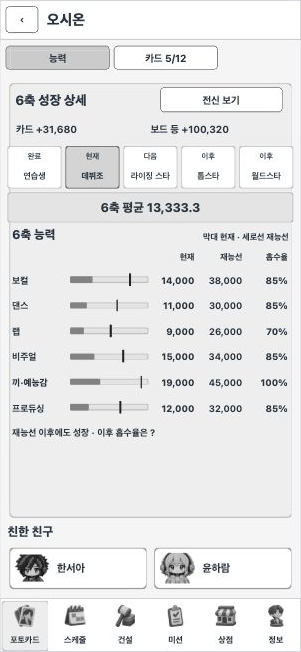 ‹ 오시온
능력 카드 5/12
6축 성장 상세 전신 보기
카드 +31,680 보드 등 +100,320
완료 현재 다음 이후 이후
연습생 데뷔조 라이징 스타 톱스타 월드스타
6축 평균 13,333.3
6축 능력 막대 현재 · 세로선 재능선
현재 재능선 흡수율
보컬 14,000 38,000 85%
댄스 11,000 30,000 85%
랩 9,000 26,000 70%
비주얼 15,000 34,000 85%
끼·예능감 19,000 45,000 100%
프로듀싱 12,000 32,000 85%
재능선 이후에도 성장 · 이후 흡수율은 ?
친한 친구
한서아 윤하람
포토카드 스케줄 건설 미션 상점 정보